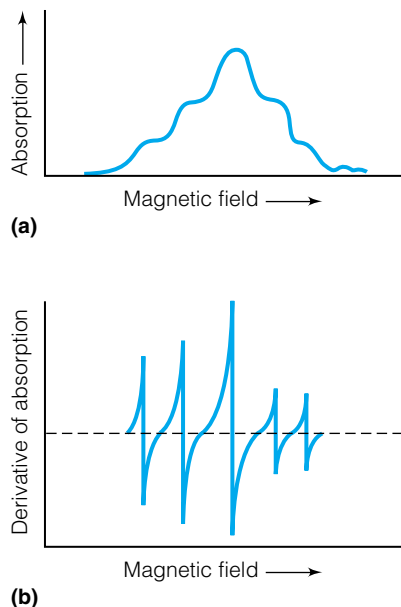 Absorption
Magnetic field
(a)
Derivative of absorption
Magnetic field
(b)